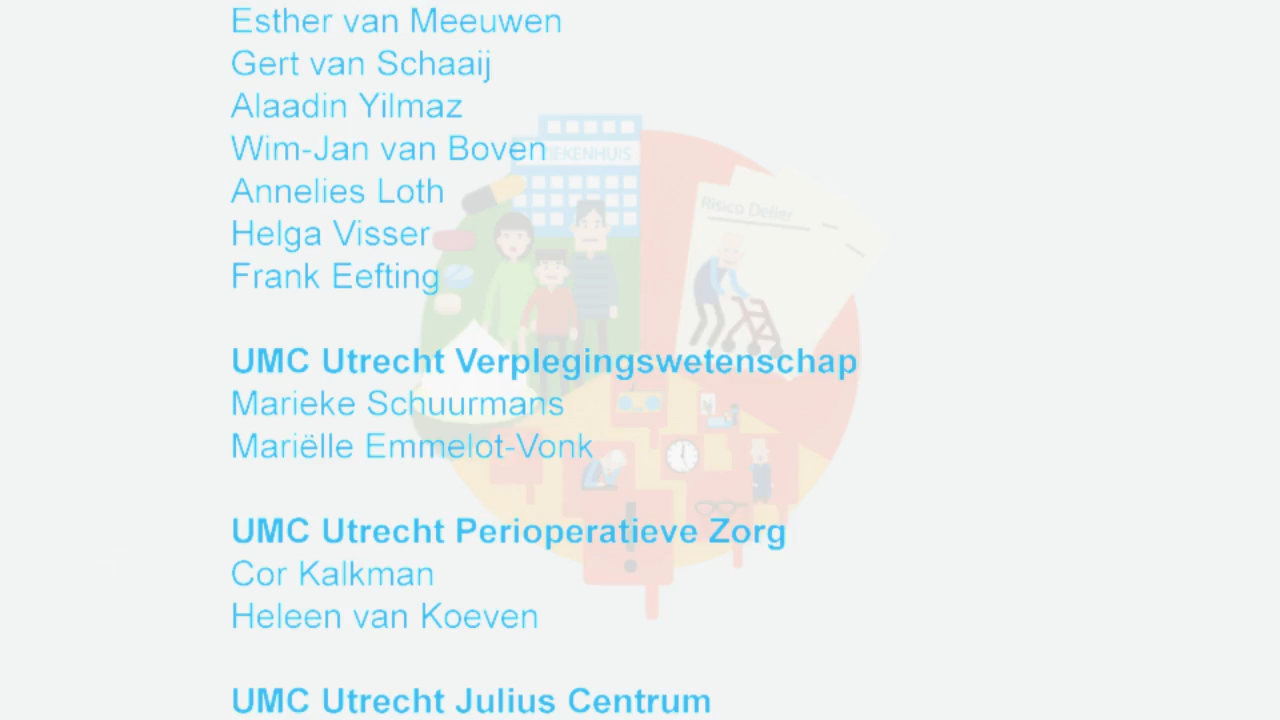 Esther van Meeuwen
Gert van Schaaij
Alaadin Yilmaz
Wim-Jan van Boven
Annelies Loth
Helga Visser
Frank Eefting
Risico Delier
UMC Utrecht Verplegingswetenschap
Marieke Schuurmans
Mariëlle Emmelot-Vonk
UMC Utrecht Perioperatieve Zorg
Cor Kalkman
Heleen van Koeven
UMC Utrecht Julius Centrum